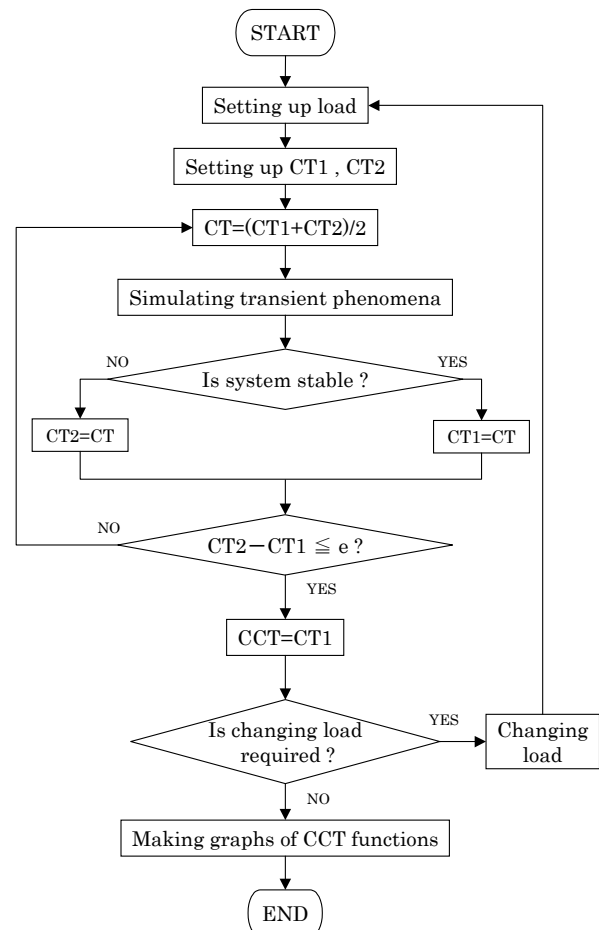 START
Setting up load
Setting up CT1 , CT2
CT=(CT1+CT2)/2
Simulating transient phenomena
NO
YES
Is system stable ?
CT2=CT
CT1=CT
NO
CT2－CT1 ≦ e ?
YES
CCT=CT1
Is changing load
required ?
YES
Changing
load
NO
Making graphs of CCT functions
END